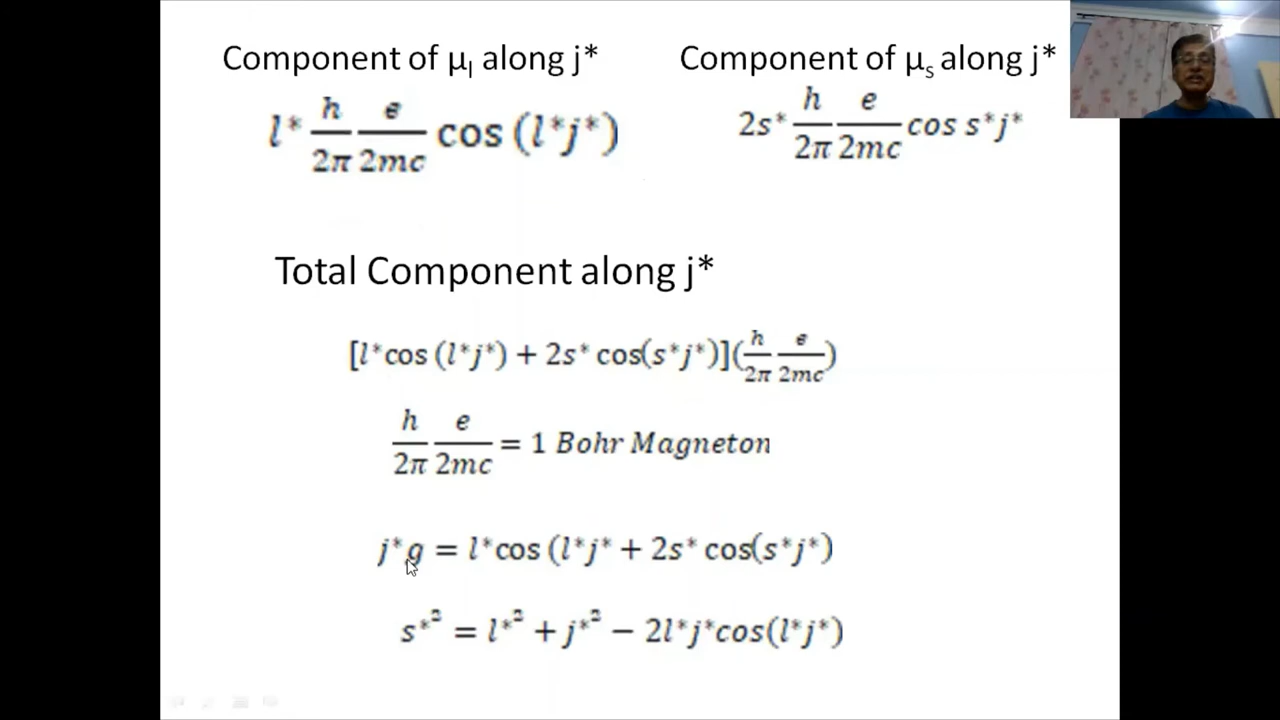 Component of μₗ along j*
l* h/2π e/2mc cos (l*j*)
Component of μₛ along j*
2s* h/2π e/2mc cos s*j*
Total Component along j*
[l*cos (l*j*) + 2s* cos(s*j*)](h/2π e/2mc)
h/2π e/2mc = 1 Bohr Magneton
j*g = l*cos (l*j* + 2s* cos(s*j*)
s*² = l*² + j*² − 2l*j*cos(l*j*)